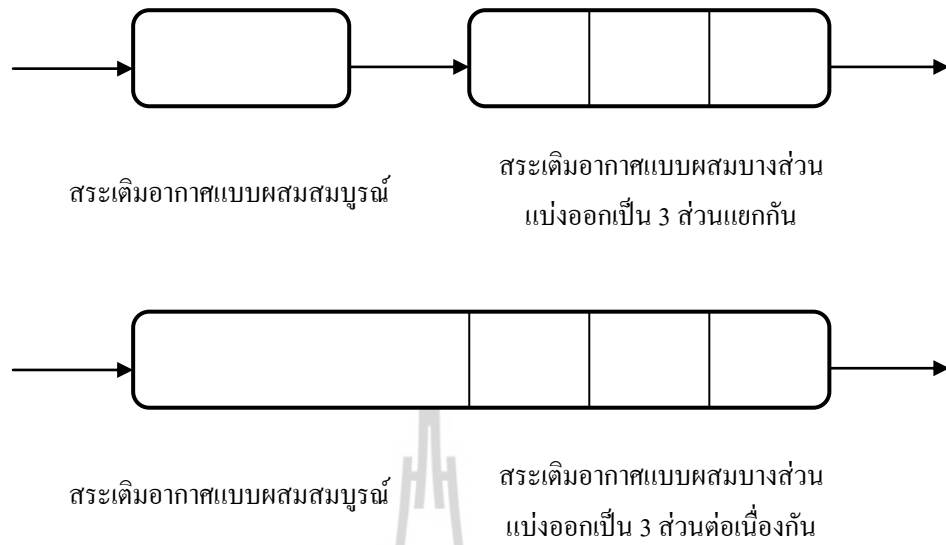 สระเติมอากาศแบบผสมสมบูรณ์
สระเติมอากาศแบบผสมบางส่วน
แบ่งออกเป็น 3 ส่วนแยกกัน
สระเติมอากาศแบบผสมสมบูรณ์
สระเติมอากาศแบบผสมบางส่วน
แบ่งออกเป็น 3 ส่วนต่อเนื่องกัน